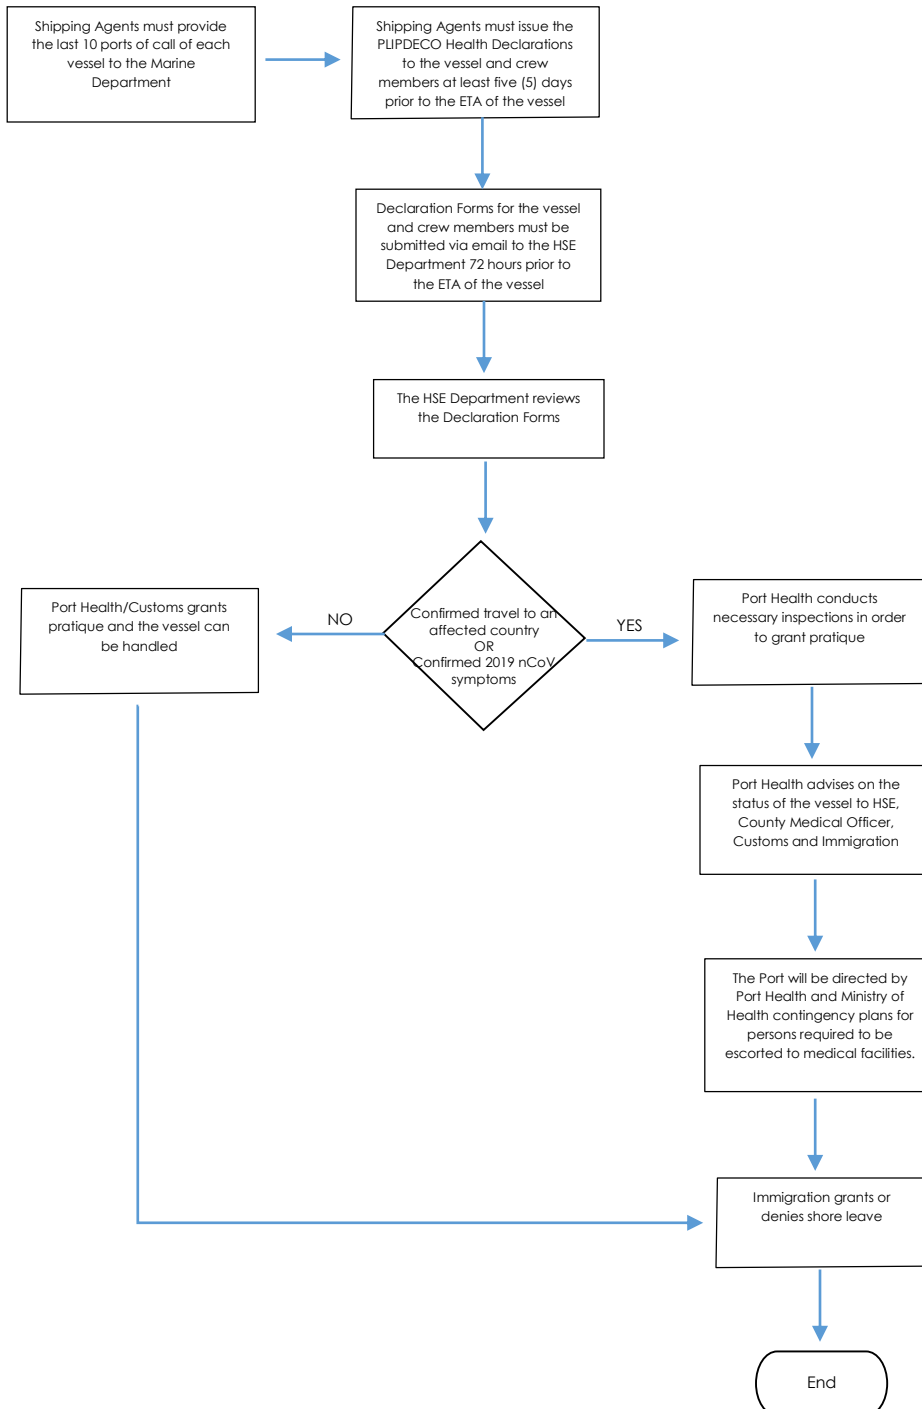 Shipping Agents must provide
the last 10 ports of call of each
vessel to the Marine
Department
Shipping Agents must issue the
PLIPDECO Health Declarations
to the vessel and crew
members at least five (5) days
prior to the ETA of the vessel
Declaration Forms for the vessel
and crew members must be
submitted via email to the HSE
Department 72 hours prior to
the ETA of the vessel
The HSE Department reviews
the Declaration Forms
Confirmed travel to an
affected country
OR
Confirmed 2019 nCoV
symptoms
NO
Port Health/Customs grants
pratique and the vessel can
be handled
YES
Port Health conducts
necessary inspections in order
to grant pratique
Port Health advises on the
status of the vessel to HSE,
County Medical Officer,
Customs and Immigration
The Port will be directed by
Port Health and Ministry of
Health contingency plans for
persons required to be
escorted to medical facilities.
Immigration grants or
denies shore leave
End